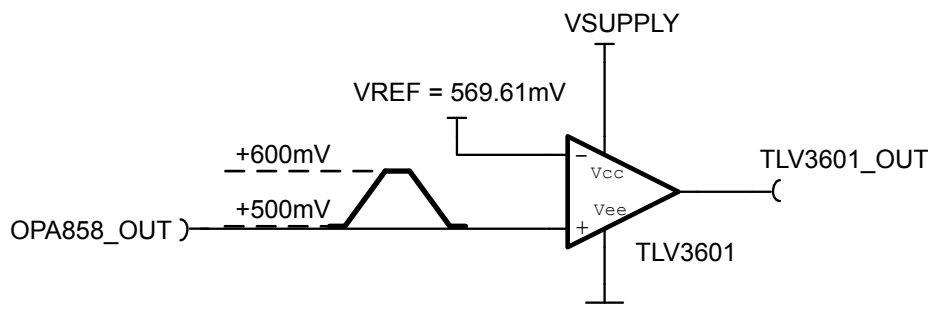 VSUPPLY
VREF = 569.61mV
+600mV
−
Vcc
TLV3601_OUT
+500mV
Vee
OPA858_OUT
+
TLV3601